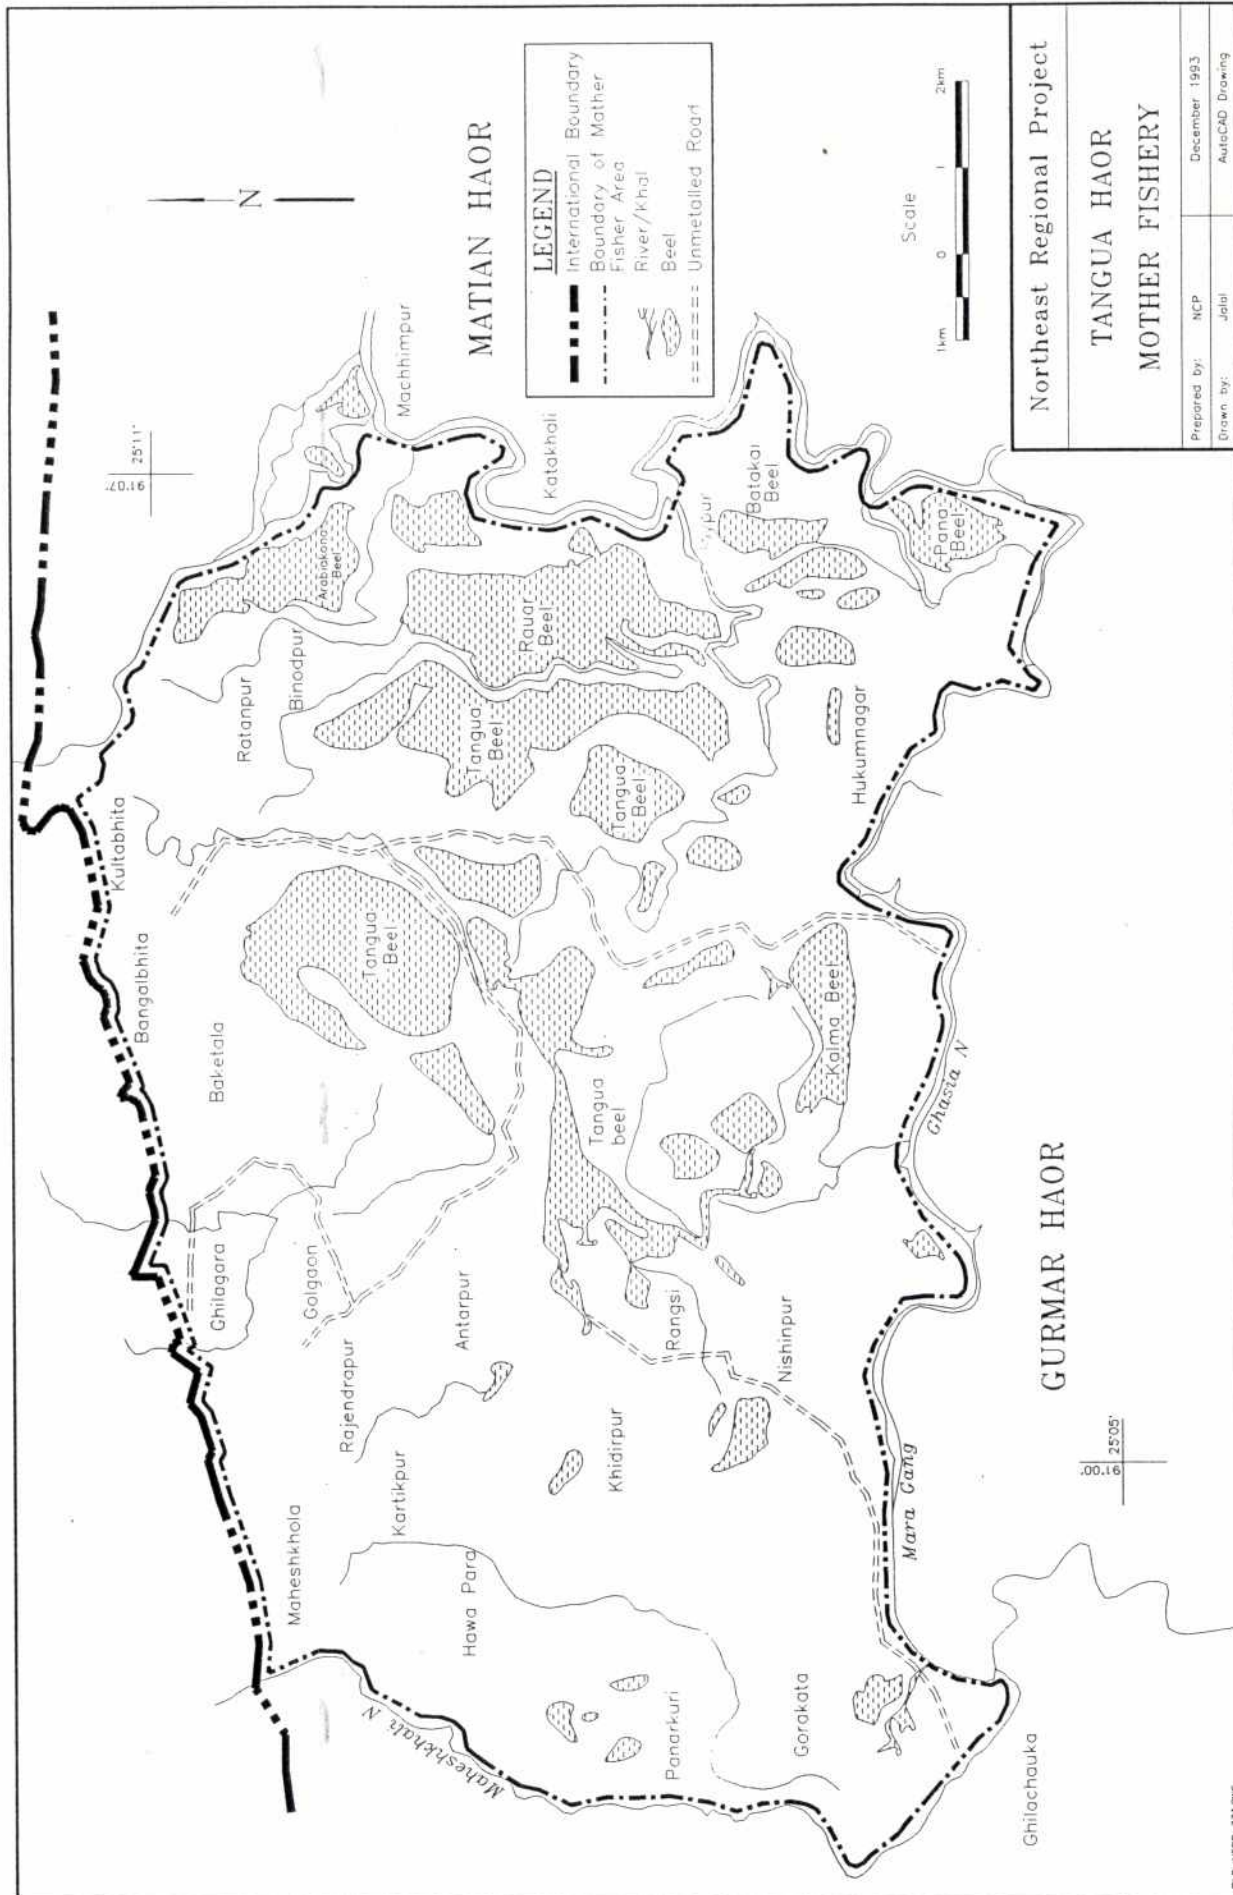 MATIAN HAOR
LEGEND
International Boundary
Boundary of Mather
Fisher Area
River/Khal
Beel
Unmetalled Road
Scale
1km
0
1
2km
Northeast Regional Project
TANGUA HAOR
MOTHER FISHERY
Prepared by: NCP
December 1993
Drawn by: Jalal
AutoCAD Drawing
N
25°11'
91°07'
Machhimpur
Katakhali
Kultabhita
Bangalbhita
Baketala
Ratanpur
Binodpur
Arabiakona
Beel
Rauar
Beel
Tangua
Beel
Tangua
Beel
Batakai
Beel
Pana
Beel
Hukumnagar
Tangua
Beel
Tangua
beel
Kalma Beel
Ghasia N
Ghilagara
Golgaon
Antarpur
Rajendrapur
Rangsi
Nishinpur
Maheshkhola
Kartikpur
Khidirpur
Hawa Para
Maheshkhali N
Panarkuri
Gorakata
Mara Gang
Ghilachauka
GURMAR HAOR
91°00'
25°05'